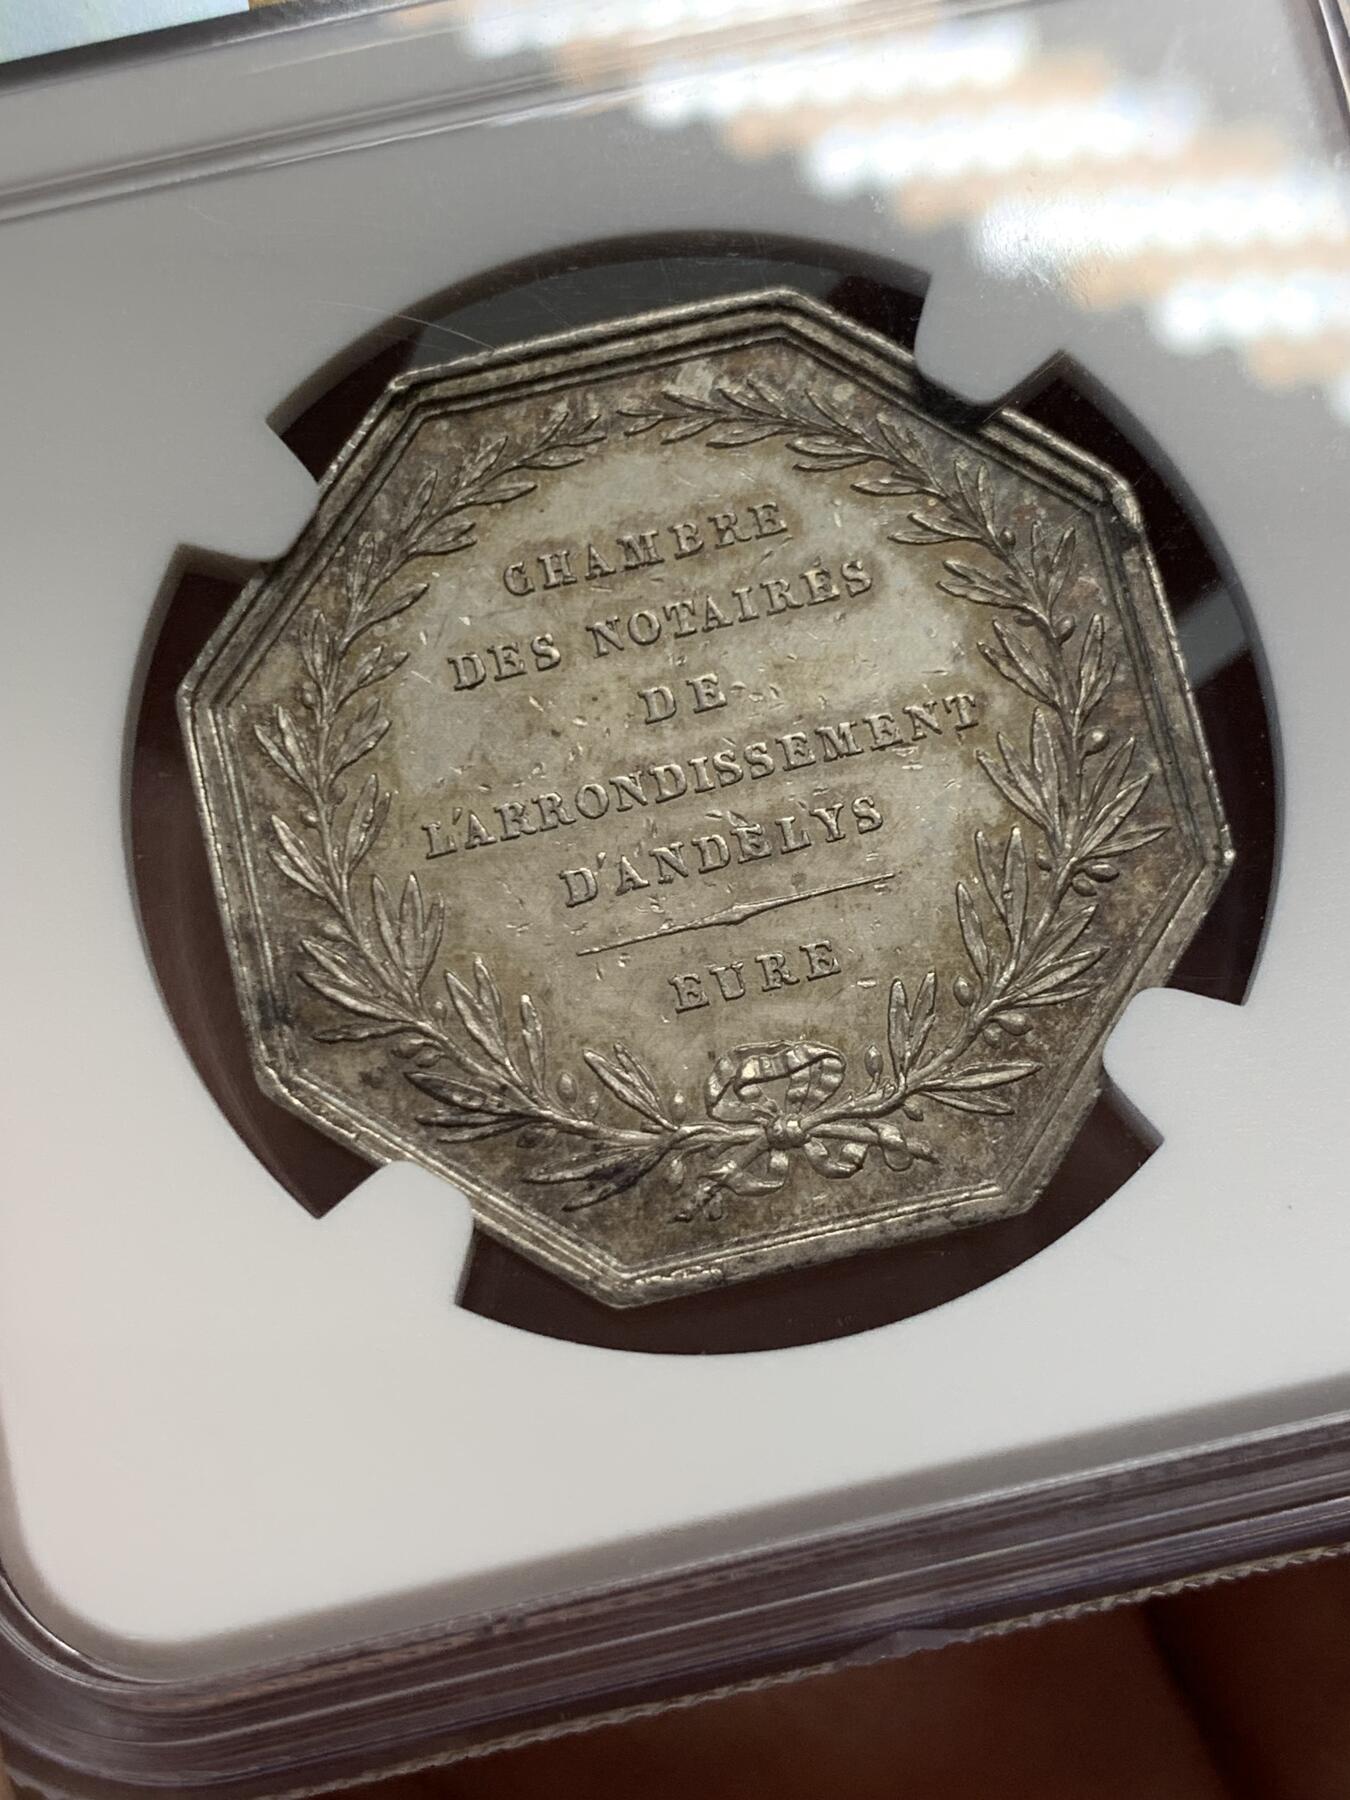 CHAMBRE
DES NOTAIRES
DE
L'ARRONDISSEMENT
D'ANDELYS
EURE